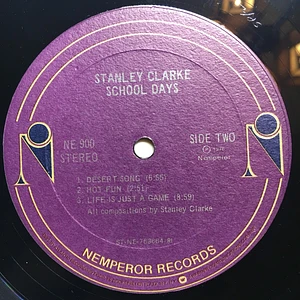 STANLEY CLARKE
SCHOOL DAYS
NE 900
STEREO
SIDE TWO
Nemperor
1. DESERT SONG (6:55)
2. HOT FUN (2:51)
3. LIFE IS JUST A GAME (8:59)
All compositions by Stanley Clarke
NEMPEROR RECORDS